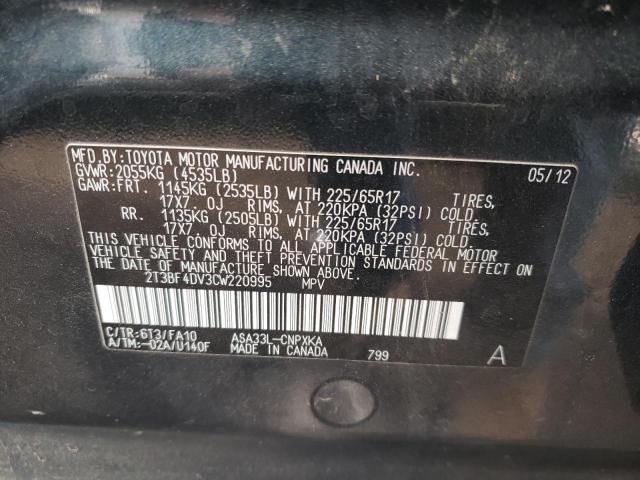 MFD.BY:TOYOTA MOTOR MANUFACTURING CANADA INC. 05/12
GVWR:2055KG (4535LB)
GAWR:FRT. 1145KG (2535LB) WITH 225/65R17 TIRES,
17X7. 0J RIMS, AT 220KPA (32PSI) COLD.
RR. 1135KG (2505LB) WITH 225/65R17 TIRES,
17X7. 0J RIMS, AT 220KPA (32PSI) COLD.
THIS VEHICLE CONFORMS TO ALL APPLICABLE FEDERAL MOTOR
VEHICLE SAFETY AND THEFT PREVENTION STANDARDS IN EFFECT ON
THE DATE OF MANUFACTURE SHOWN ABOVE.
2T3BF4DV3CW220995 MPV
C/TR:6T3/FA10 ASA33L-CNPXKA
A/TM:-02A/U140F MADE IN CANADA 799 A